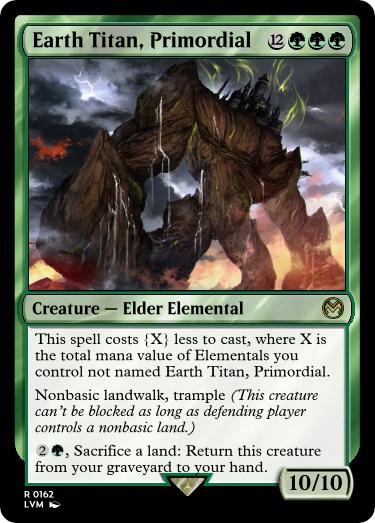 Earth Titan, Primordial 12
Creature — Elder Elemental
This spell costs {X} less to cast, where X is
the total mana value of Elementals you
control not named Earth Titan, Primordial.
Nonbasic landwalk, trample (This creature
can't be blocked as long as defending player
controls a nonbasic land.)
2, Sacrifice a land: Return this creature
from your graveyard to your hand.
10/10
R 0162
LVM